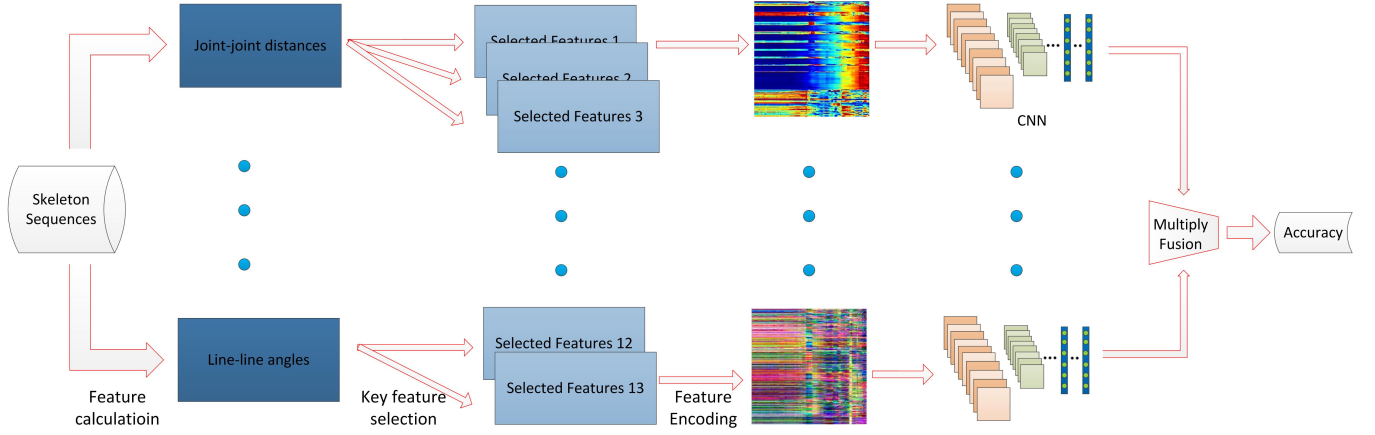 Joint-joint distances
Selected Features 1
Selected Features 2
Selected Features 3
CNN
Skeleton
Sequences
Multiply
Fusion
Accuracy
Line-line angles
Selected Features 12
Selected Features 13
Feature
calculatioin
Key feature
selection
Feature
Encoding